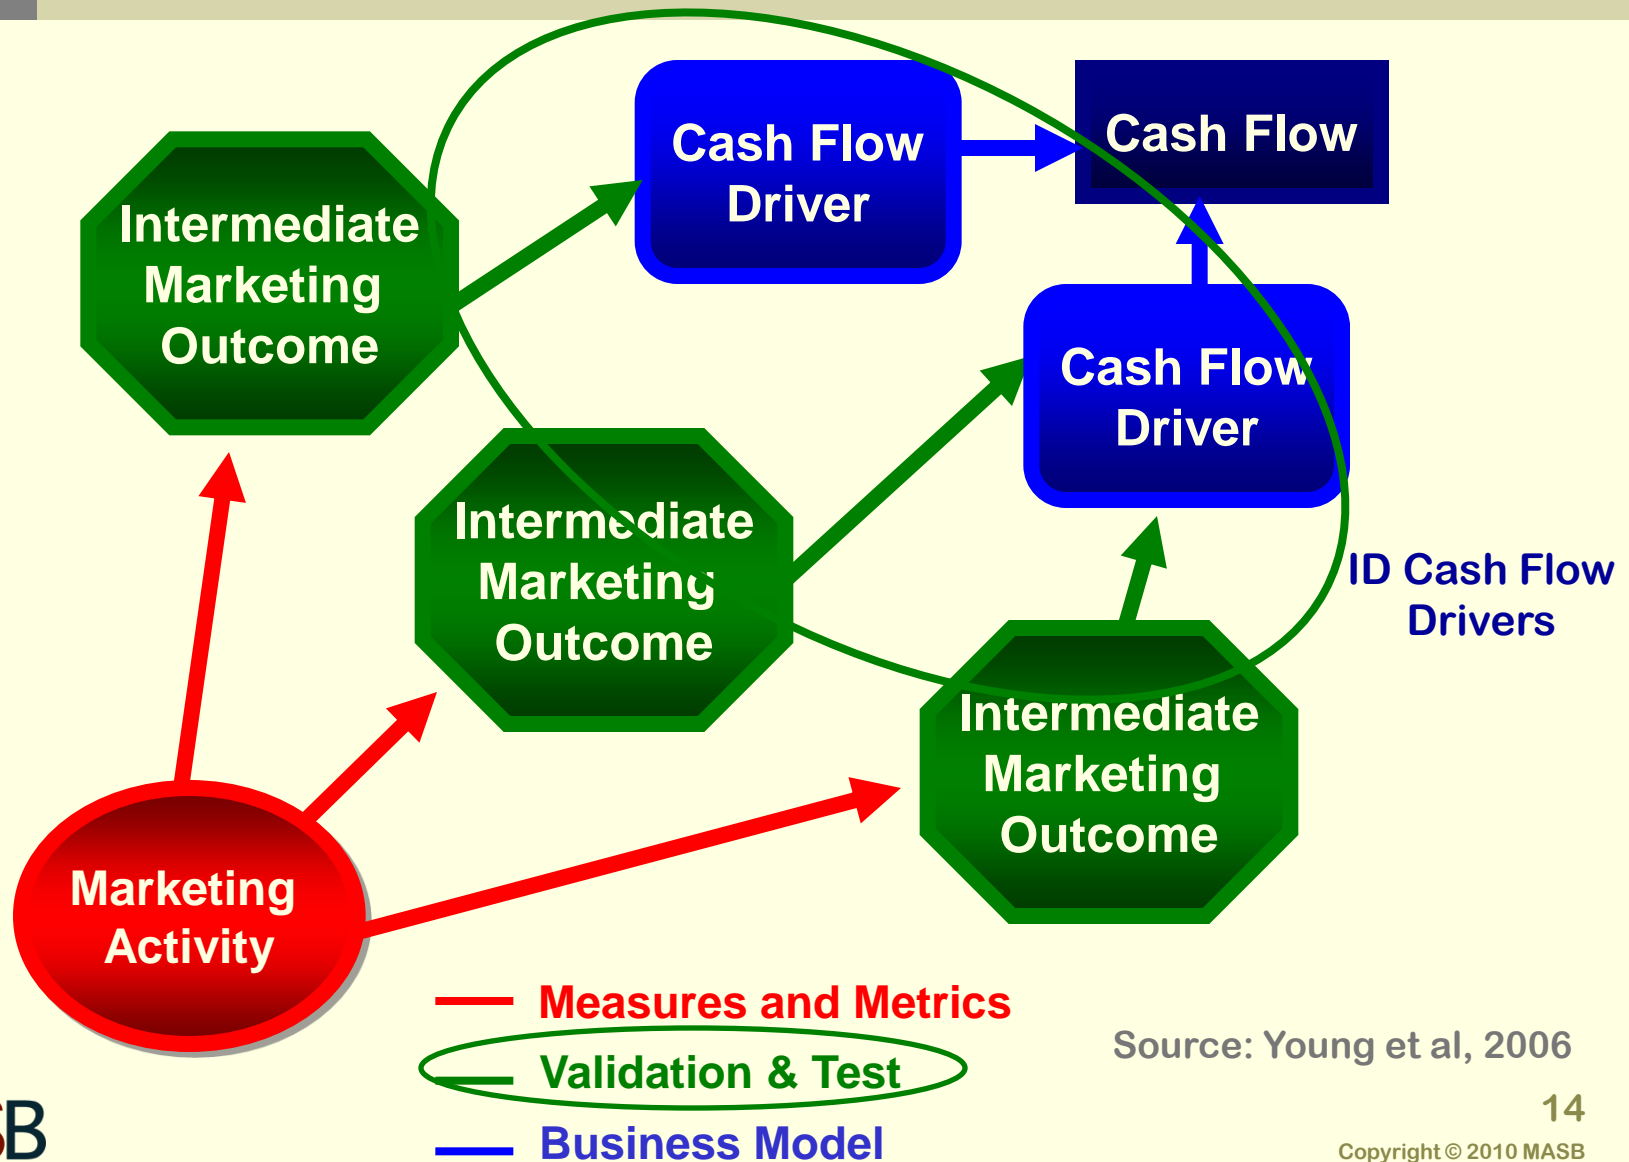 Cash Flow
Driver
Cash Flow
Intermediate
Marketing
Outcome
Cash Flow
Driver
Intermediate
Marketing
Outcome
ID Cash Flow
Drivers
Intermediate
Marketing
Outcome
Marketing
Activity
Measures and Metrics
Validation & Test
Business Model
Source: Young et al, 2006
14
Copyright © 2010 MASB